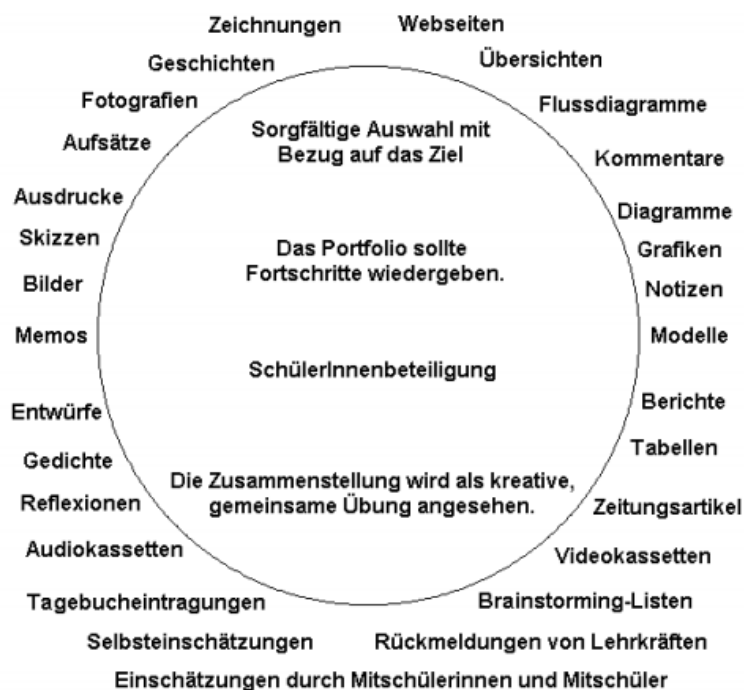 Zeichnungen
Webseiten
Geschichten
Übersichten
Fotografien
Flussdiagramme
Sorgfältige Auswahl mit
Bezug auf das Ziel
Aufsätze
Kommentare
Ausdrucke
Diagramme
Skizzen
Das Portfolio sollte
Fortschritte wiedergeben.
Grafiken
Bilder
Notizen
Memos
Modelle
SchülerInnenbeteiligung
Entwürfe
Berichte
Gedichte
Tabellen
Die Zusammenstellung wird als kreative,
gemeinsame Übung angesehen.
Reflexionen
Zeitungsartikel
Audiokassetten
Videokassetten
Tagebucheintragungen
Brainstorming-Listen
Selbsteinschätzungen
Rückmeldungen von Lehrkräften
Einschätzungen durch Mitschülerinnen und Mitschüler